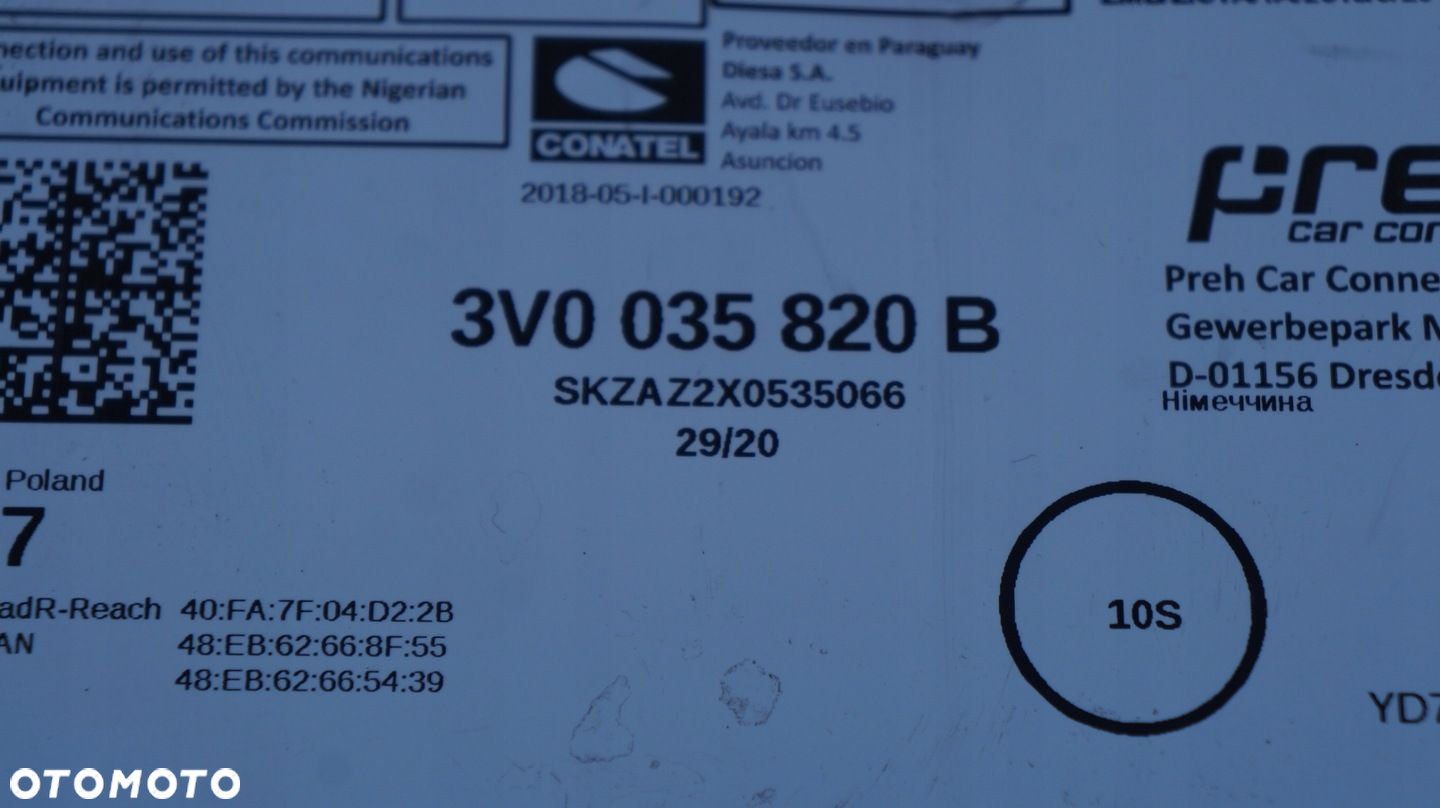 nection and use of this communications
uipment is permitted by the Nigerian
Communications Commission
CONATEL
2018-05-I-000192
Proveedor en Paraguay
Diesa S.A.
Avd. Dr Eusebio
Ayala km 4.5
Asuncion
pre
car con
Preh Car Conne
Gewerbepark N
D-01156 Dresd
Німеччина
3V0 035 820 B
SKZAZ2X0535066
29/20
Poland
7
adR-Reach 40:FA:7F:04:D2:2B
AN 48:EB:62:66:8F:55
48:EB:62:66:54:39
10S
YD7
OTOMOTO